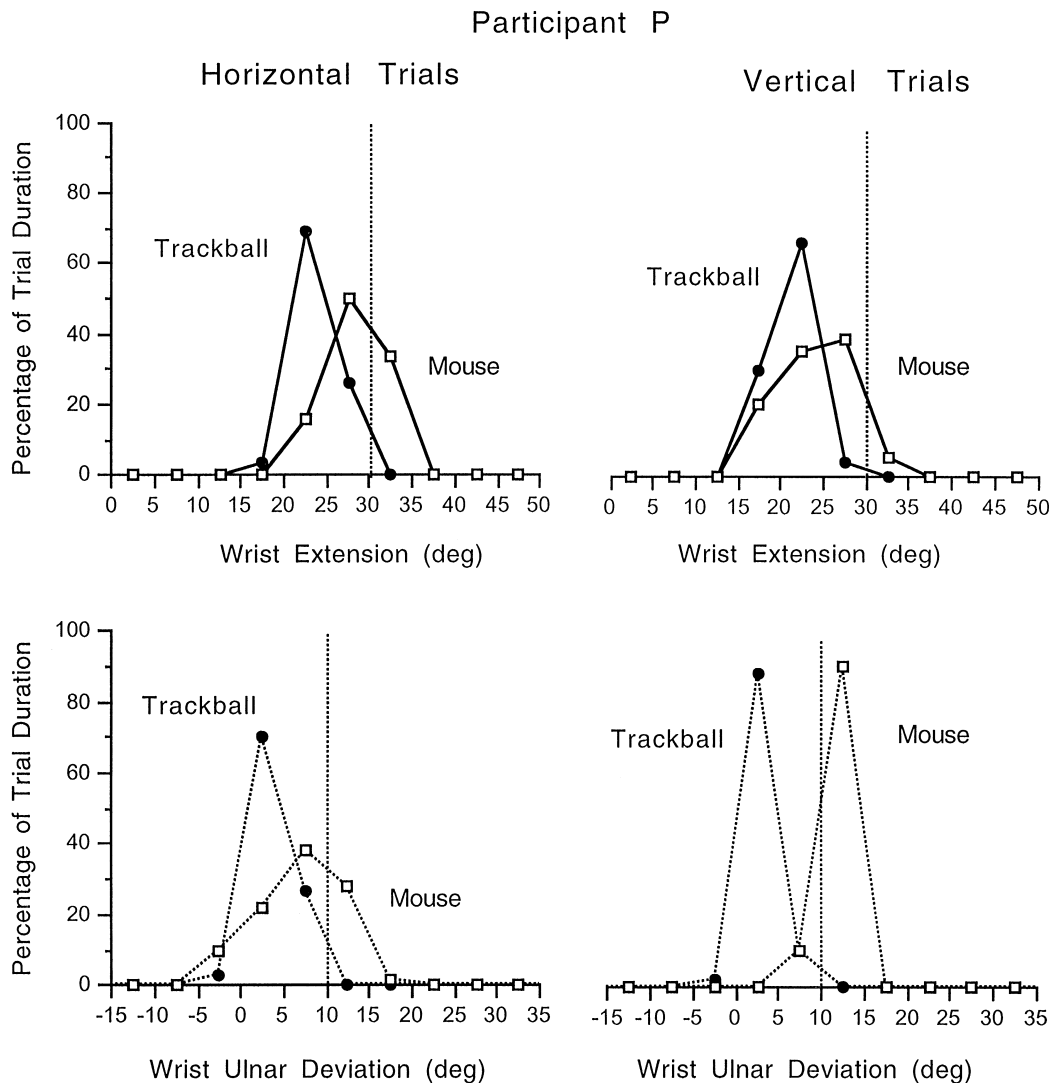 Participant P
Horizontal Trials
Vertical Trials
100
80
60
40
20
0
Percentage of Trial Duration
Trackball
Mouse
0 5 10 15 20 25 30 35 40 45 50
Wrist Extension (deg)
Trackball
Mouse
0 5 10 15 20 25 30 35 40 45 50
Wrist Extension (deg)
100
80
60
40
20
0
Percentage of Trial Duration
Trackball
Mouse
-15 -10 -5 0 5 10 15 20 25 30 35
Wrist Ulnar Deviation (deg)
Trackball
Mouse
-15 -10 -5 0 5 10 15 20 25 30 35
Wrist Ulnar Deviation (deg)